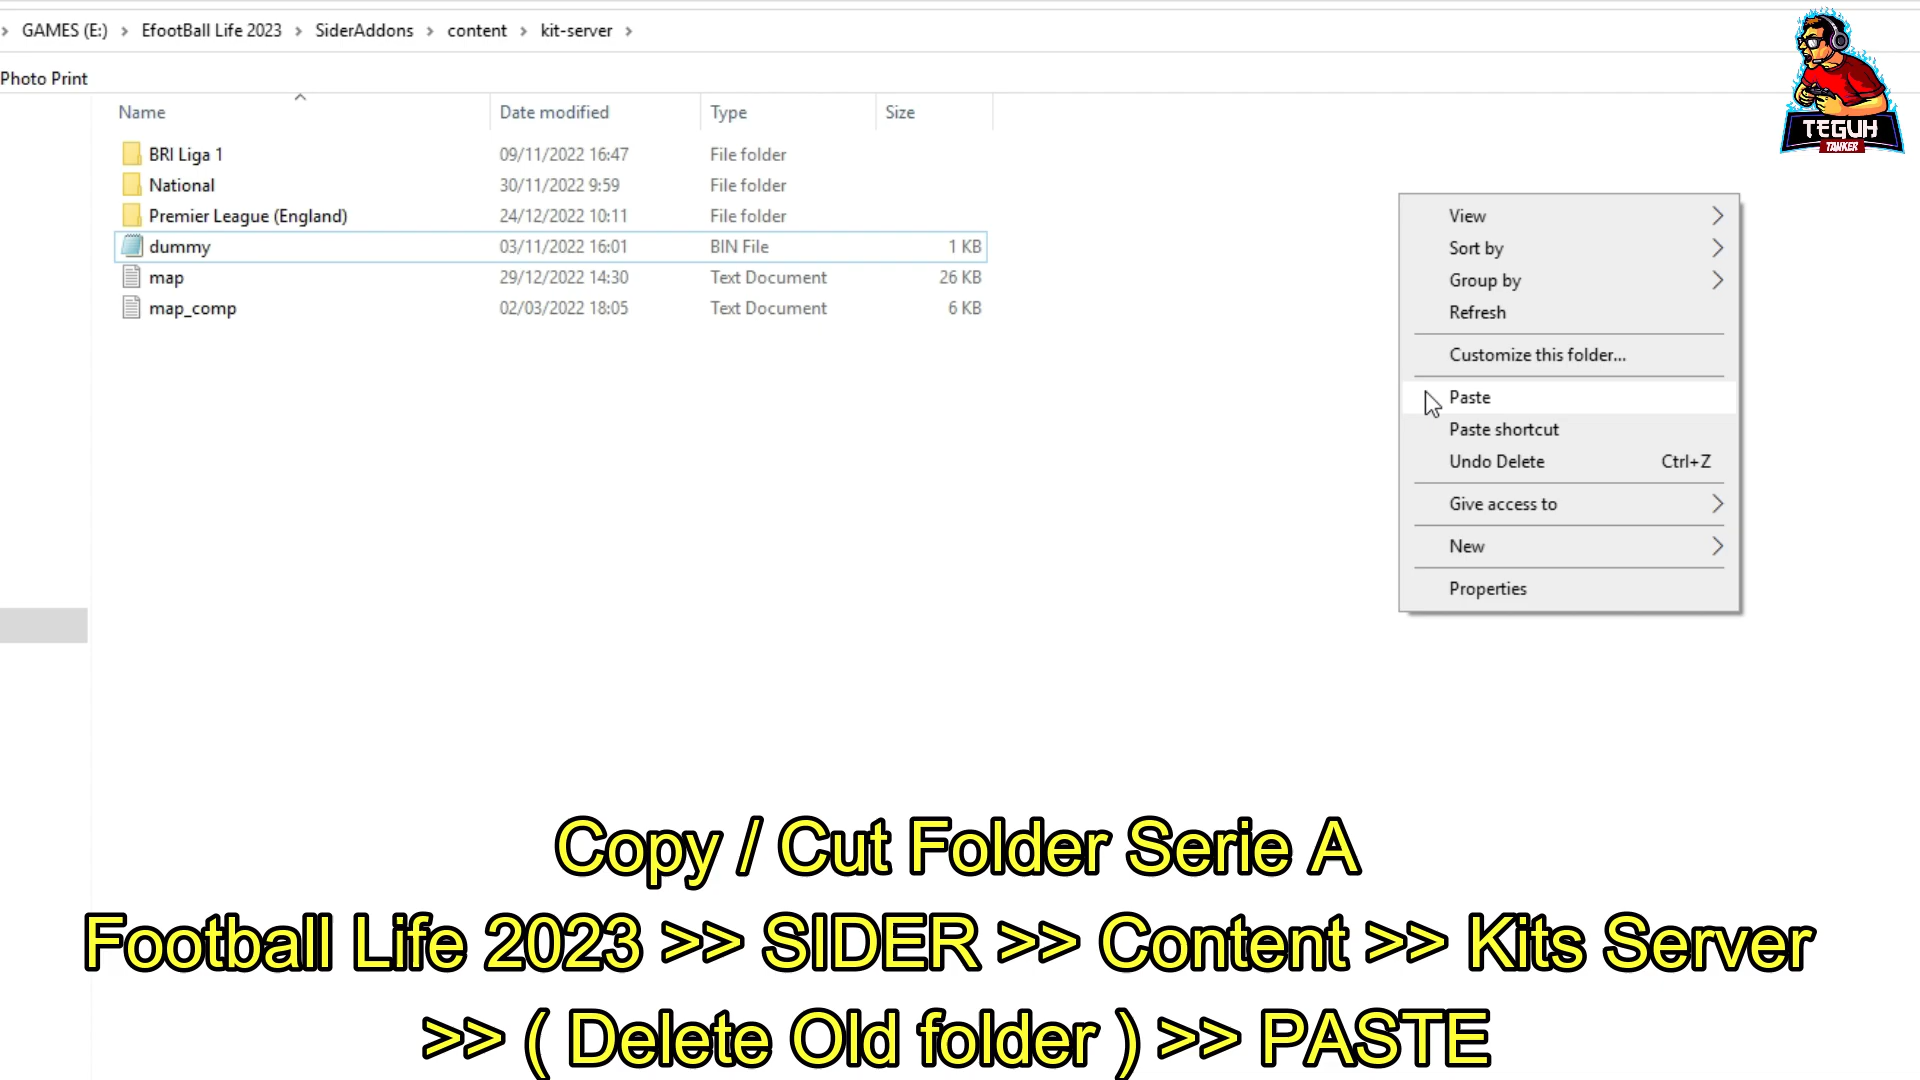 GAMES (E:) EfootBall Life 2023 SiderAddons content kit-server
Photo Print
Name Date modified Type Size
BRI Liga 1 09/11/2022 16:47 File folder
National 30/11/2022 9:59 File folder
Premier League (England) 24/12/2022 10:11 File folder
dummy 03/11/2022 16:01 BIN File 1 KB
map 29/12/2022 14:30 Text Document 26 KB
map_comp 02/03/2022 18:05 Text Document 6 KB
TEGUH
TAWKER
View
Sort by
Group by
Refresh
Customize this folder...
Paste
Paste shortcut
Undo Delete Ctrl+Z
Give access to
New
Properties
Copy / Cut Folder Serie A
Football Life 2023 >> SIDER >> Content >> Kits Server
>> ( Delete Old folder ) >> PASTE